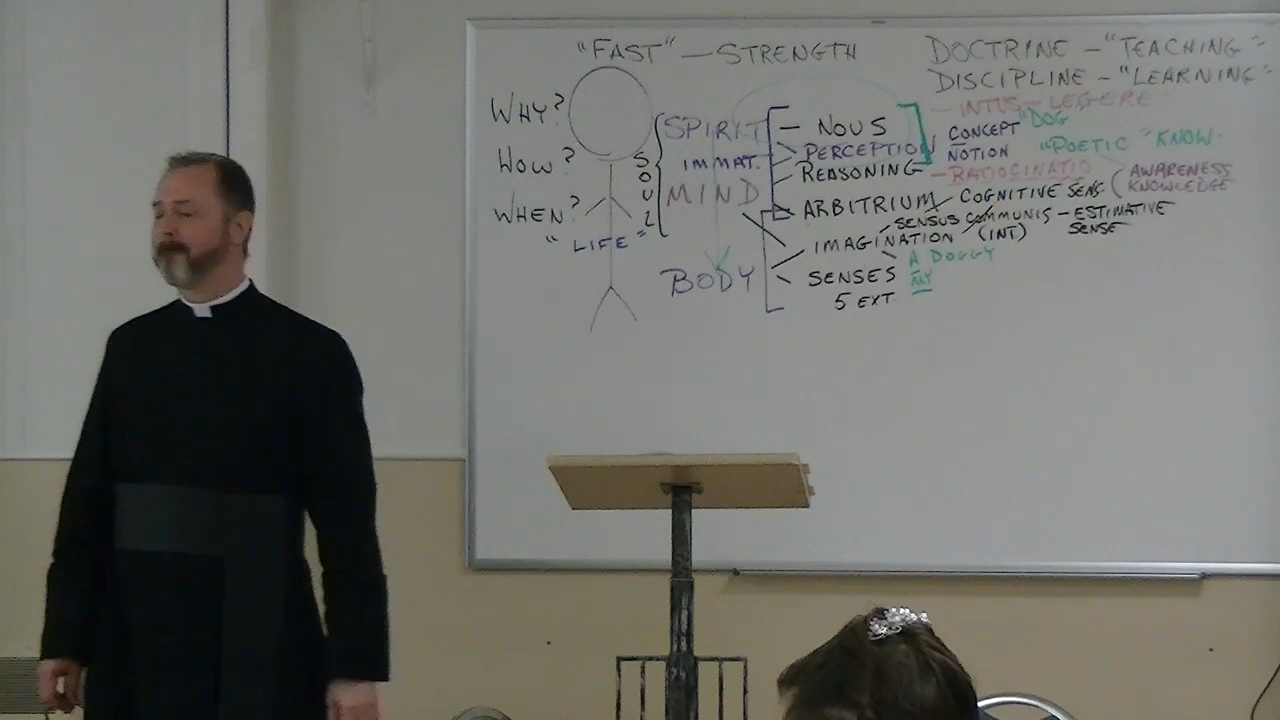 "FAST" — STRENGTH
DOCTRINE — "TEACHING"
DISCIPLINE — "LEARNING"
WHY?
HOW?
WHEN?
"LIFE"
SOUL
SPIRIT
IMMAT.
MIND
BODY
— NOUS
PERCEPTION
REASONING
ARBITRIUM
IMAGINATION (INT)
SENSES
5 EXT
— INTUS — LEGERE
CONCEPT "DOG
NOTION
"POETIC "KNOW.
— RATIOCINATIO
AWARENESS
KNOWLEDGE
COGNITIVE SENS.
SENSUS COMMUNIS — ESTIMATIVE
SENSE
A DOGGY